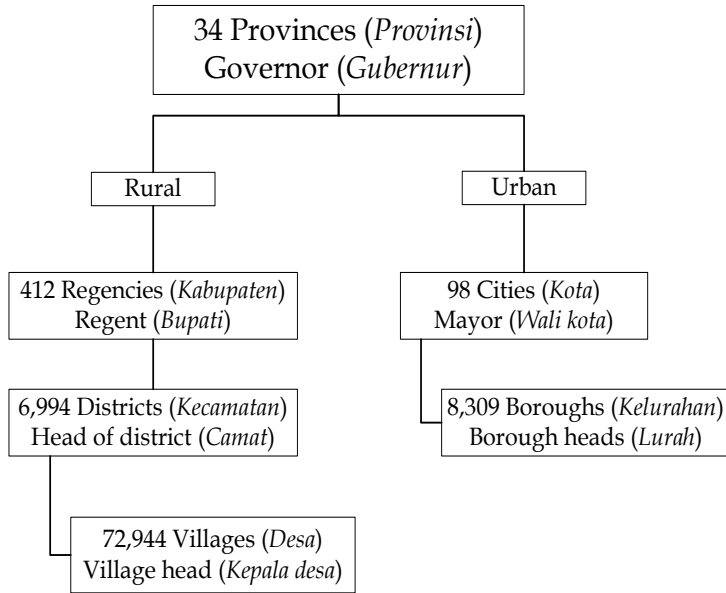 34 Provinces (Provinsi)
Governor (Gubernur)
Rural
Urban
412 Regencies (Kabupaten)
Regent (Bupati)
98 Cities (Kota)
Mayor (Wali kota)
6,994 Districts (Kecamatan)
Head of district (Camat)
8,309 Boroughs (Kelurahan)
Borough heads (Lurah)
72,944 Villages (Desa)
Village head (Kepala desa)